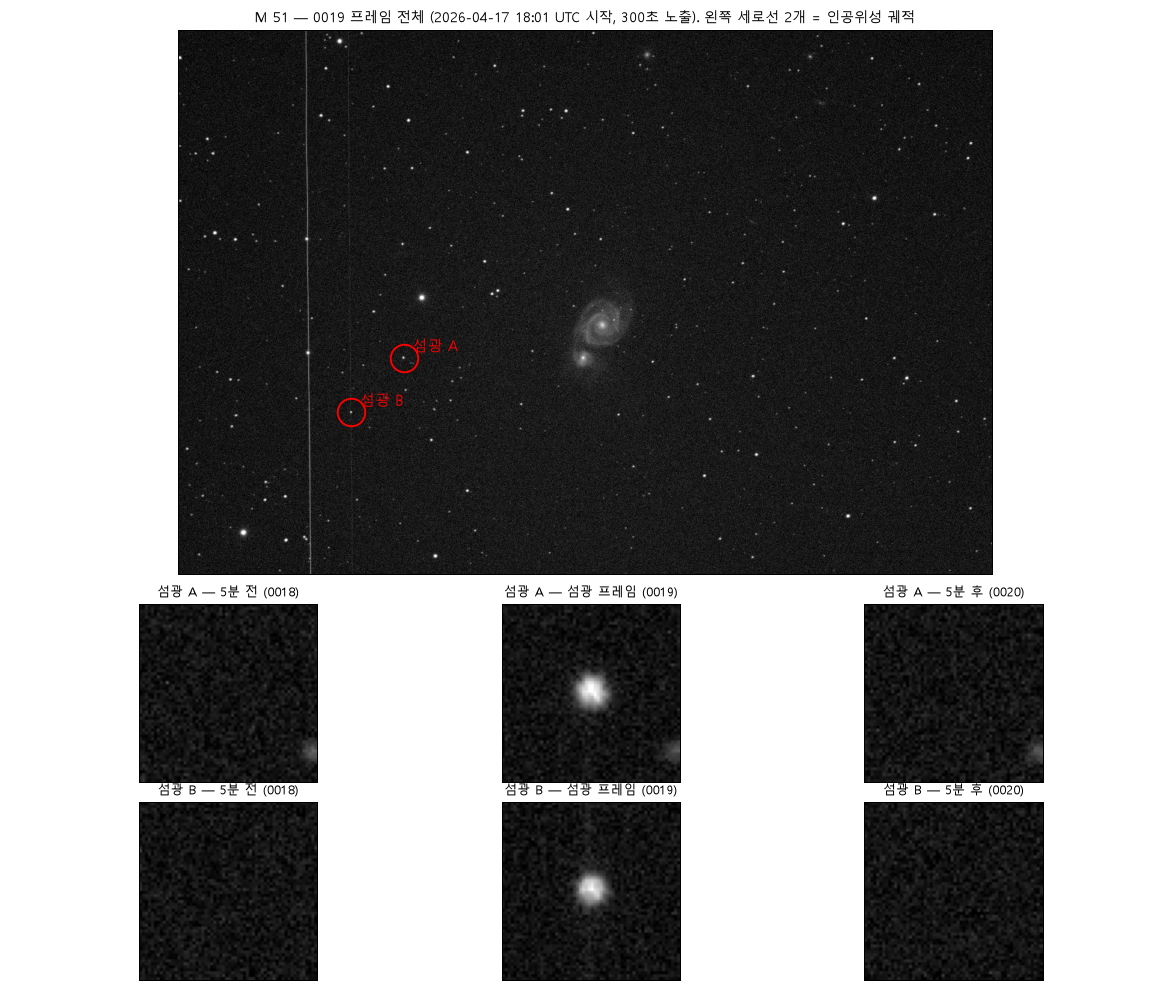 M 51 — 0019 프레임 전체 (2026-04-17 18:01 UTC 시작, 300초 노출). 왼쪽 세로선 2개 = 인공위성 궤적
섬광 A
섬광 B
섬광 A — 5분 전 (0018)
섬광 A — 섬광 프레임 (0019)
섬광 A — 5분 후 (0020)
섬광 B — 5분 전 (0018)
섬광 B — 섬광 프레임 (0019)
섬광 B — 5분 후 (0020)